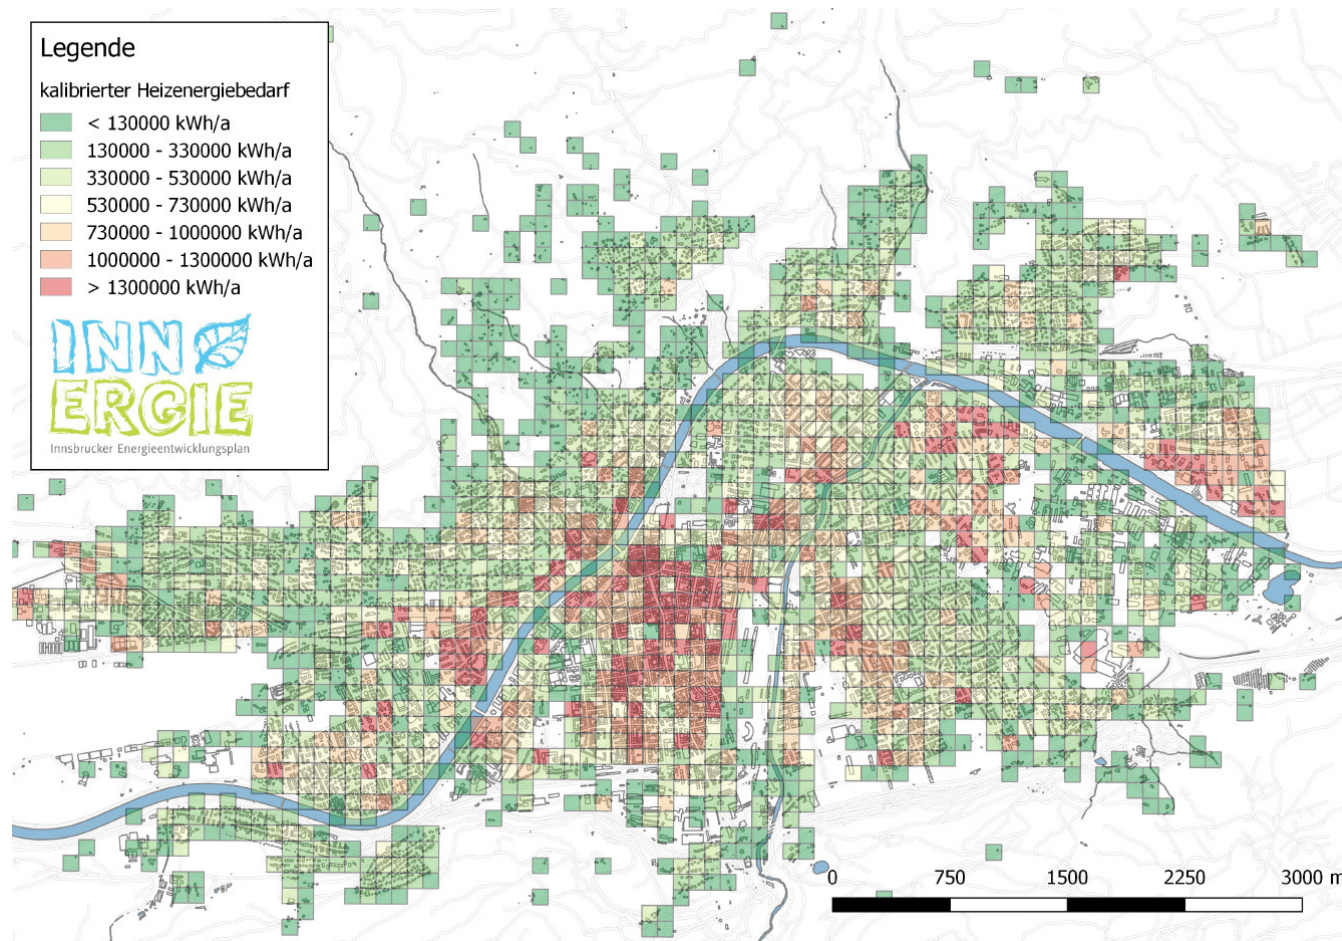 Legende
kalibrierter Heizenergiebedarf
< 130000 kWh/a
130000 - 330000 kWh/a
330000 - 530000 kWh/a
530000 - 730000 kWh/a
730000 - 1000000 kWh/a
1000000 - 1300000 kWh/a
> 1300000 kWh/a
INN
ERGIE
Innsbrucker Energieentwicklungsplan
0 750 1500 2250 3000 m